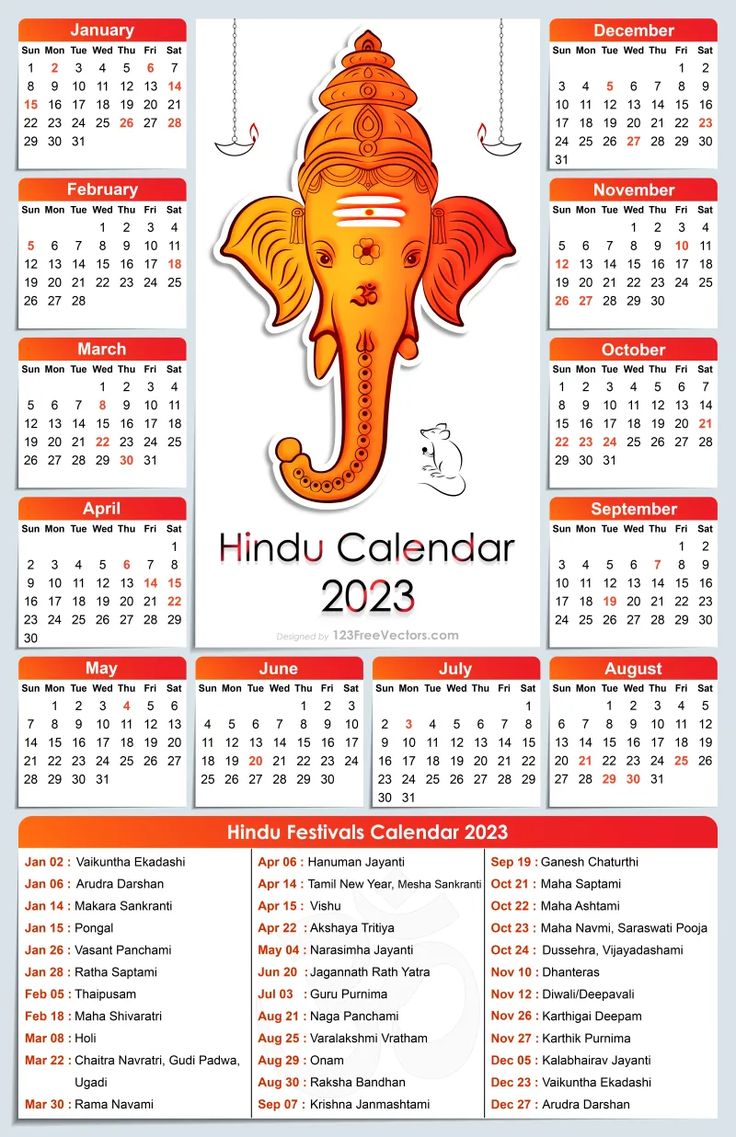 January
Sun Mon Tue Wed Thu Fri Sat
1 2 3 4 5 6 7
8 9 10 11 12 13 14
15 16 17 18 19 20 21
22 23 24 25 26 27 28
29 30 31
February
Sun Mon Tue Wed Thu Fri Sat
1 2 3 4
5 6 7 8 9 10 11
12 13 14 15 16 17 18
19 20 21 22 23 24 25
26 27 28
March
Sun Mon Tue Wed Thu Fri Sat
1 2 3 4
5 6 7 8 9 10 11
12 13 14 15 16 17 18
19 20 21 22 23 24 25
26 27 28 29 30 31
April
Sun Mon Tue Wed Thu Fri Sat
1
2 3 4 5 6 7 8
9 10 11 12 13 14 15
16 17 18 19 20 21 22
23 24 25 26 27 28 29
30
ॐ
Hindu Calendar
2023
Designed by 123FreeVectors.com
December
Sun Mon Tue Wed Thu Fri Sat
1 2
3 4 5 6 7 8 9
10 11 12 13 14 15 16
17 18 19 20 21 22 23
24 25 26 27 28 29 30
31
November
Sun Mon Tue Wed Thu Fri Sat
1 2 3 4
5 6 7 8 9 10 11
12 13 14 15 16 17 18
19 20 21 22 23 24 25
26 27 28 29 30
October
Sun Mon Tue Wed Thu Fri Sat
1 2 3 4 5 6 7
8 9 10 11 12 13 14
15 16 17 18 19 20 21
22 23 24 25 26 27 28
29 30 31
September
Sun Mon Tue Wed Thu Fri Sat
1 2
3 4 5 6 7 8 9
10 11 12 13 14 15 16
17 18 19 20 21 22 23
24 25 26 27 28 29 30
May
Sun Mon Tue Wed Thu Fri Sat
1 2 3 4 5 6
7 8 9 10 11 12 13
14 15 16 17 18 19 20
21 22 23 24 25 26 27
28 29 30 31
June
Sun Mon Tue Wed Thu Fri Sat
1 2 3
4 5 6 7 8 9 10
11 12 13 14 15 16 17
18 19 20 21 22 23 24
25 26 27 28 29 30
July
Sun Mon Tue Wed Thu Fri Sat
1
2 3 4 5 6 7 8
9 10 11 12 13 14 15
16 17 18 19 20 21 22
23 24 25 26 27 28 29
30 31
August
Sun Mon Tue Wed Thu Fri Sat
1 2 3 4 5
6 7 8 9 10 11 12
13 14 15 16 17 18 19
20 21 22 23 24 25 26
27 28 29 30 31
Hindu Festivals Calendar 2023
Jan 02 : Vaikuntha Ekadashi
Jan 06 : Arudra Darshan
Jan 14 : Makara Sankranti
Jan 15 : Pongal
Jan 26 : Vasant Panchami
Jan 28 : Ratha Saptami
Feb 05 : Thaipusam
Feb 18 : Maha Shivaratri
Mar 08 : Holi
Mar 22 : Chaitra Navratri, Gudi Padwa,
Ugadi
Mar 30 : Rama Navami
Apr 06 : Hanuman Jayanti
Apr 14 : Tamil New Year, Mesha Sankranti
Apr 15 : Vishu
Apr 22 : Akshaya Tritiya
May 04 : Narasimha Jayanti
Jun 20 : Jagannath Rath Yatra
Jul 03 : Guru Purnima
Aug 21 : Naga Panchami
Aug 25 : Varalakshmi Vratham
Aug 29 : Onam
Aug 30 : Raksha Bandhan
Sep 07 : Krishna Janmashtami
Sep 19 : Ganesh Chaturthi
Oct 21 : Maha Saptami
Oct 22 : Maha Ashtami
Oct 23 : Maha Navmi, Saraswati Pooja
Oct 24 : Dussehra, Vijayadashami
Nov 10 : Dhanteras
Nov 12 : Diwali/Deepavali
Nov 26 : Karthigai Deepam
Nov 27 : Karthik Purnima
Dec 05 : Kalabhairav Jayanti
Dec 23 : Vaikuntha Ekadashi
Dec 27 : Arudra Darshan